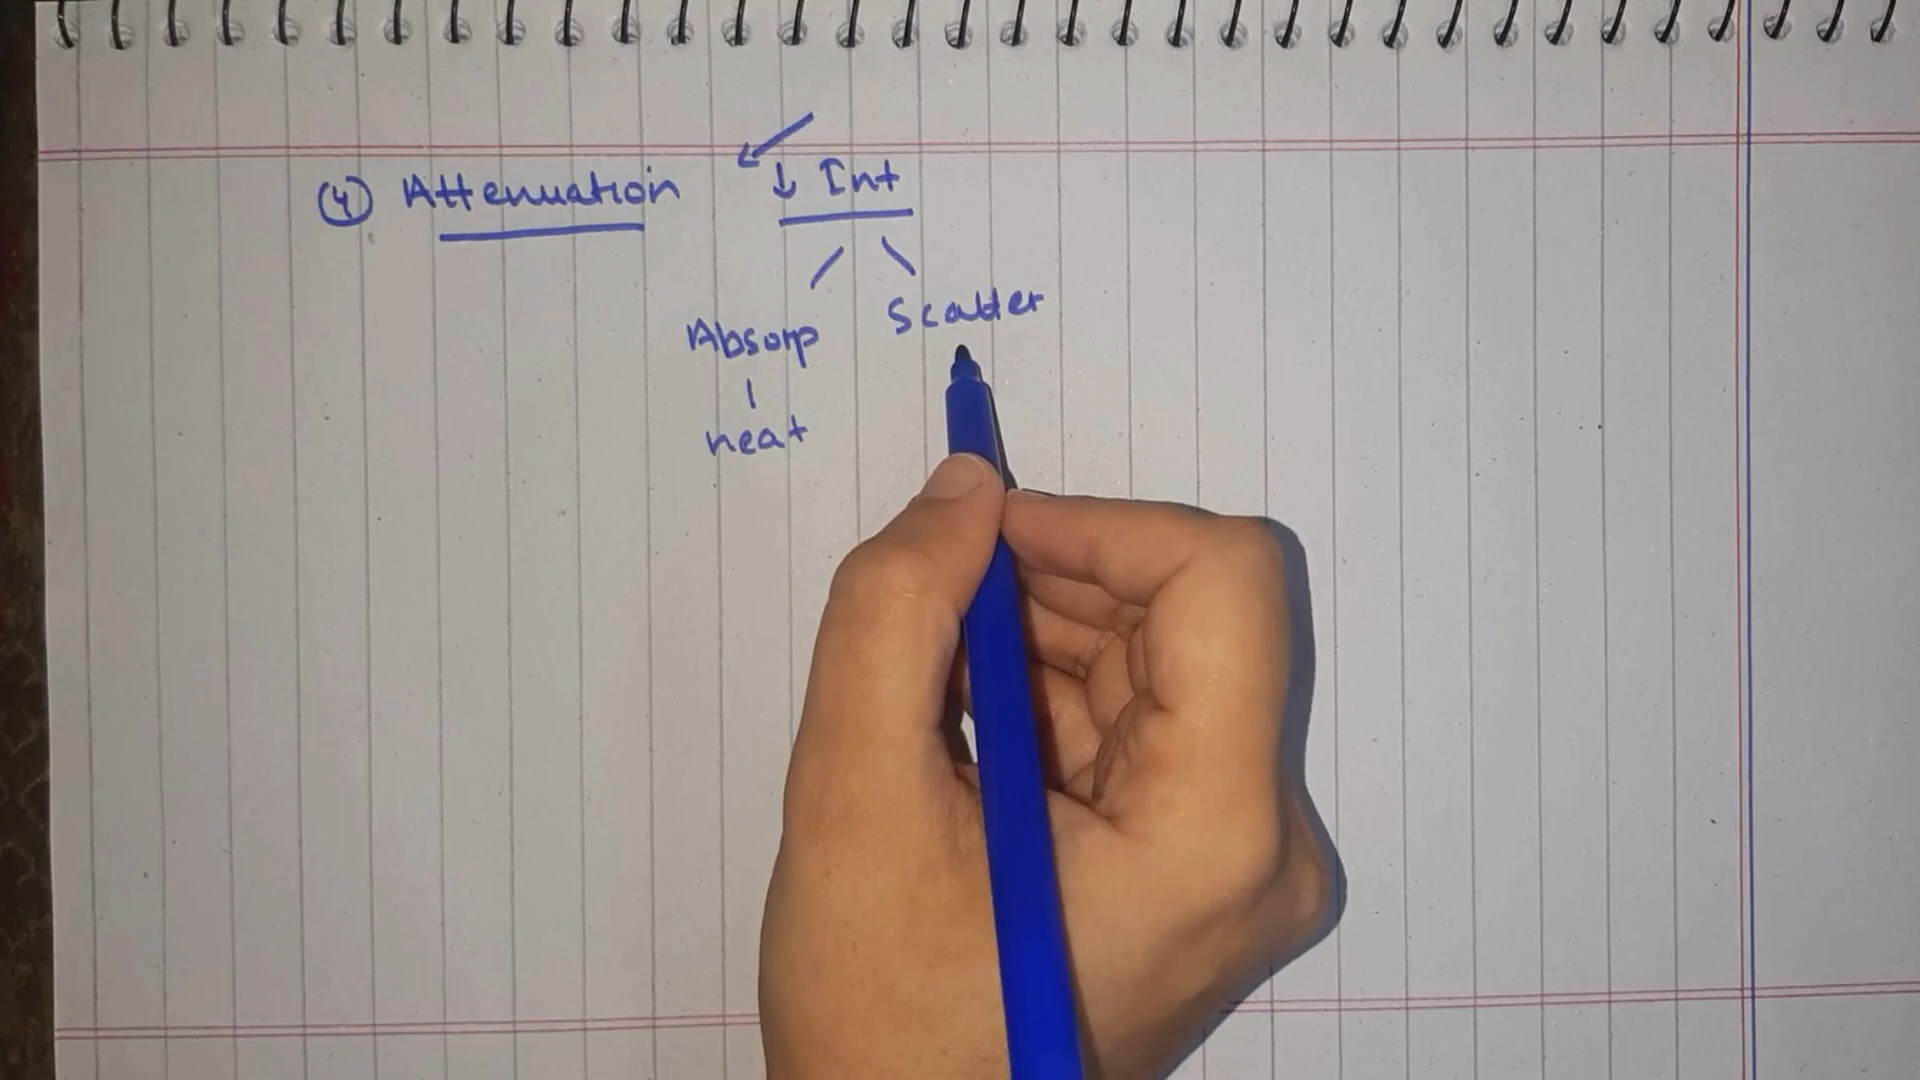 (4) Attenuation ↓ Int
Absorp Scatter
heat